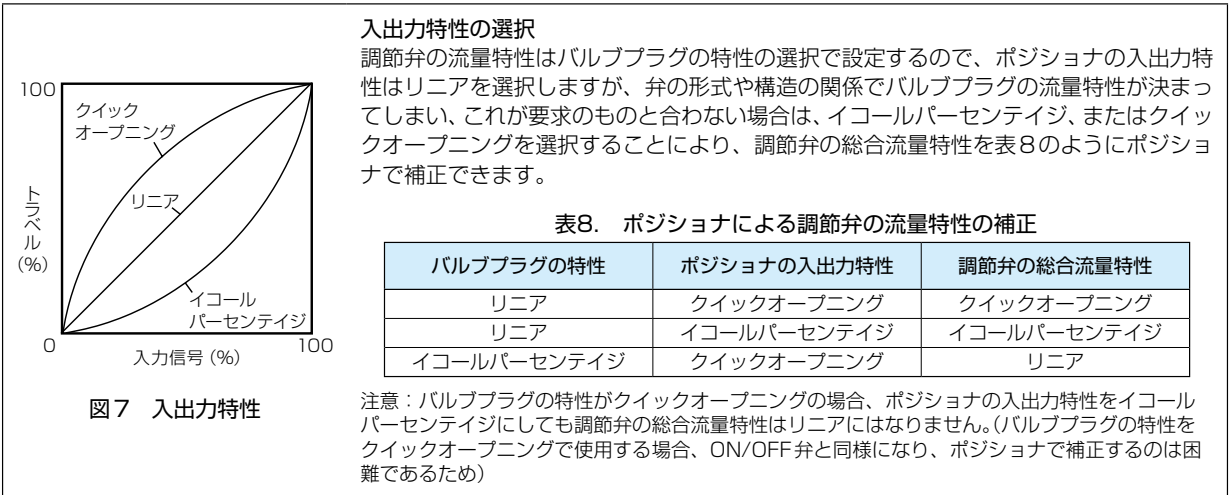 入出力特性の選択
調節弁の流量特性はバルブプラグの特性の選択で設定するので、ポジショナの入出力特
性はリニアを選択しますが、弁の形式や構造の関係でバルブプラグの流量特性が決まっ
てしまい、これが要求のものと合わない場合は、イコールパーセンテイジ、またはクイッ
クオープニングを選択することにより、調節弁の総合流量特性を表8のようにポジショ
ナで補正できます。
100
クイック
オープニング
リニア
トラベル
(%)
イコール
パーセンテイジ
0
入力信号 (%)
100
図7 入出力特性
表8. ポジショナによる調節弁の流量特性の補正
バルブプラグの特性 ポジショナの入出力特性 調節弁の総合流量特性
リニア クイックオープニング クイックオープニング
リニア イコールパーセンテイジ イコールパーセンテイジ
イコールパーセンテイジ クイックオープニング リニア
注意:バルブプラグの特性がクイックオープニングの場合、ポジショナの入出力特性をイコール
パーセンテイジにしても調節弁の総合流量特性はリニアにはなりません。(バルブプラグの特性を
クイックオープニングで使用する場合、ON/OFF弁と同様になり、ポジショナで補正するのは困
難であるため)